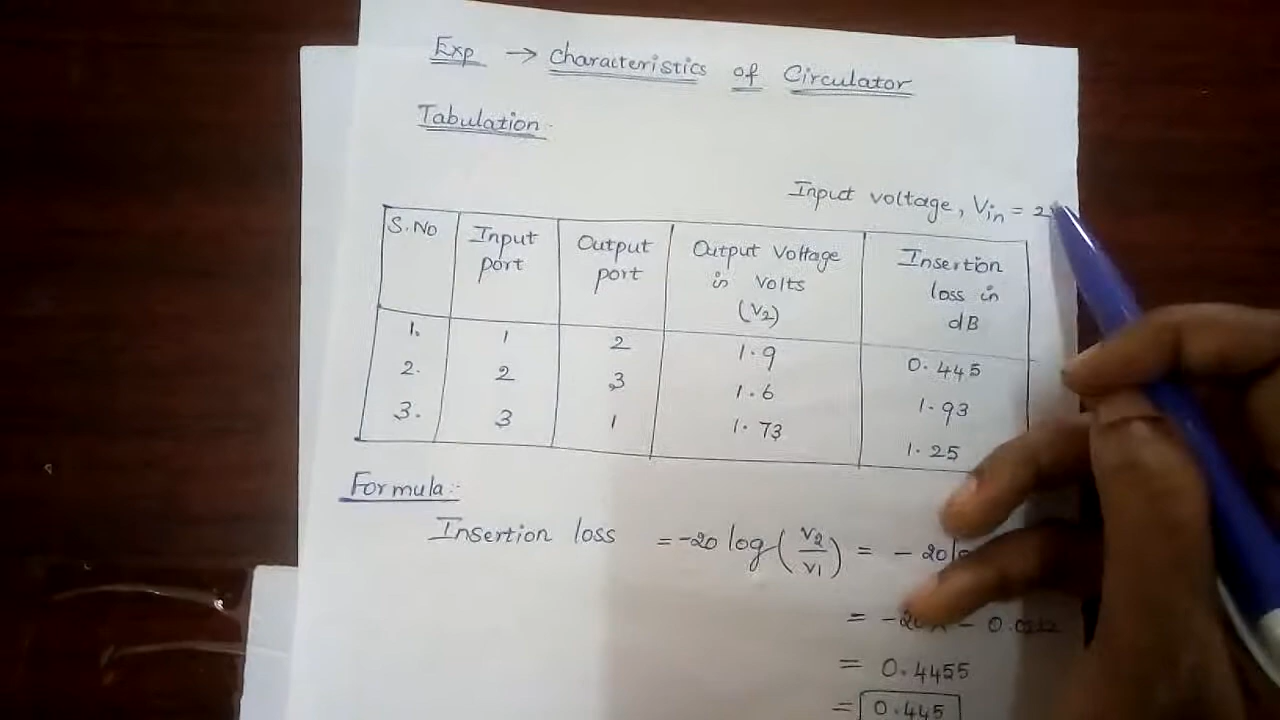 Exp → Characteristics of Circulator
Tabulation:-
Input voltage, Vin = 2
S.No Input port Output port Output Voltage in Volts (V2) Insertion loss in dB
1. 1 2 1.9 0.445
2. 2 3 1.6 1.93
3. 3 1 1.73 1.25
Formula:-
Insertion loss = -20 log (V2/V1) = - 20
= -
= 0.4455
= 0.445